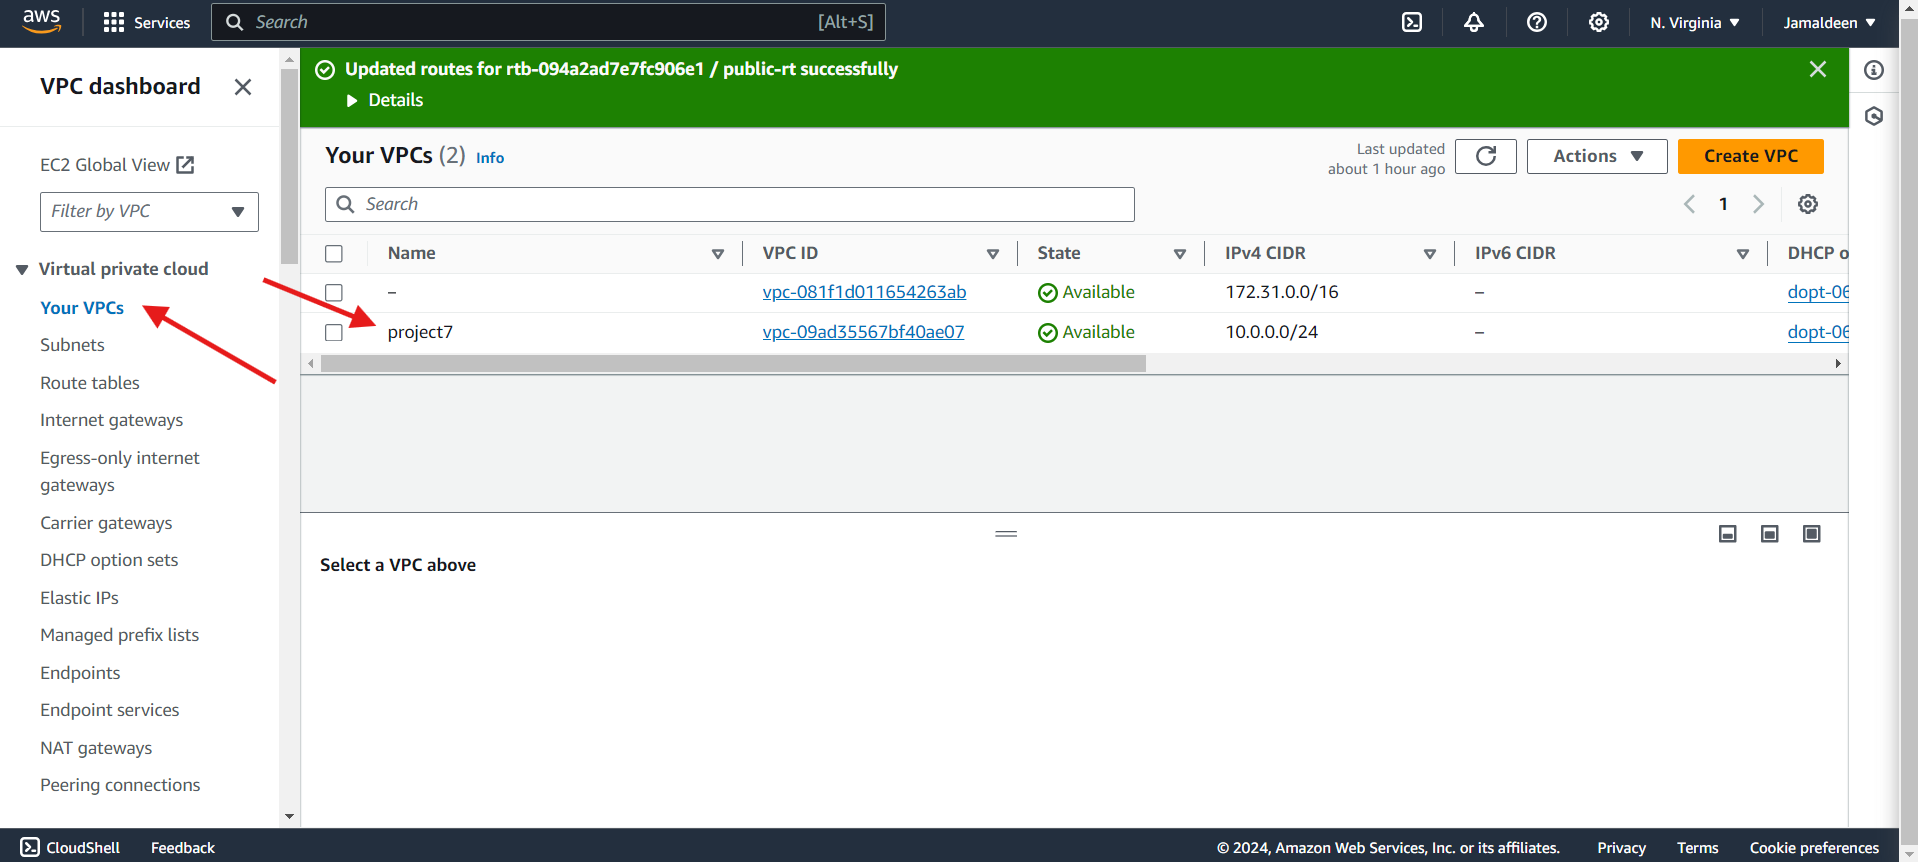 aws
Services
Search
[Alt+S]
N. Virginia
Jamaldeen
VPC dashboard
EC2 Global View
Filter by VPC
Virtual private cloud
Your VPCs
Subnets
Route tables
Internet gateways
Egress-only internet
gateways
Carrier gateways
DHCP option sets
Elastic IPs
Managed prefix lists
Endpoints
Endpoint services
NAT gateways
Peering connections
Updated routes for rtb-094a2ad7e7fc906e1 / public-rt successfully
Details
Your VPCs (2) Info
Last updated
about 1 hour ago
Actions
Create VPC
Search
1
Name VPC ID State IPv4 CIDR IPv6 CIDR DHCP o
– vpc-081f1d011654263ab Available 172.31.0.0/16 – dopt-06
project7 vpc-09ad35567bf40ae07 Available 10.0.0.0/24 – dopt-06
Select a VPC above
CloudShell Feedback © 2024, Amazon Web Services, Inc. or its affiliates. Privacy Terms Cookie preferences